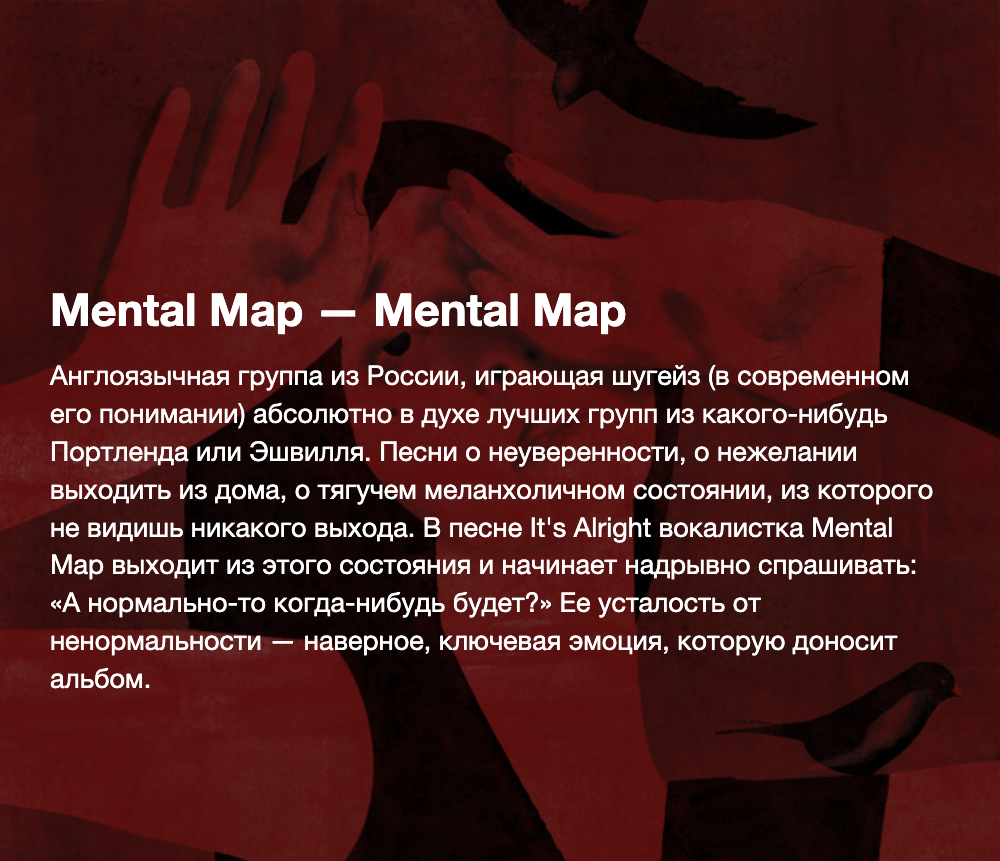 Mental Map — Mental Map
Англоязычная группа из России, играющая шугейз (в современном
его понимании) абсолютно в духе лучших групп из какого-нибудь
Портленда или Эшвилля. Песни о неуверенности, о нежелании
выходить из дома, о тягучем меланхоличном состоянии, из которого
не видишь никакого выхода. В песне It's Alright вокалистка Mental
Map выходит из этого состояния и начинает надрывно спрашивать:
«А нормально-то когда-нибудь будет?» Ее усталость от
ненормальности — наверное, ключевая эмоция, которую доносит
альбом.